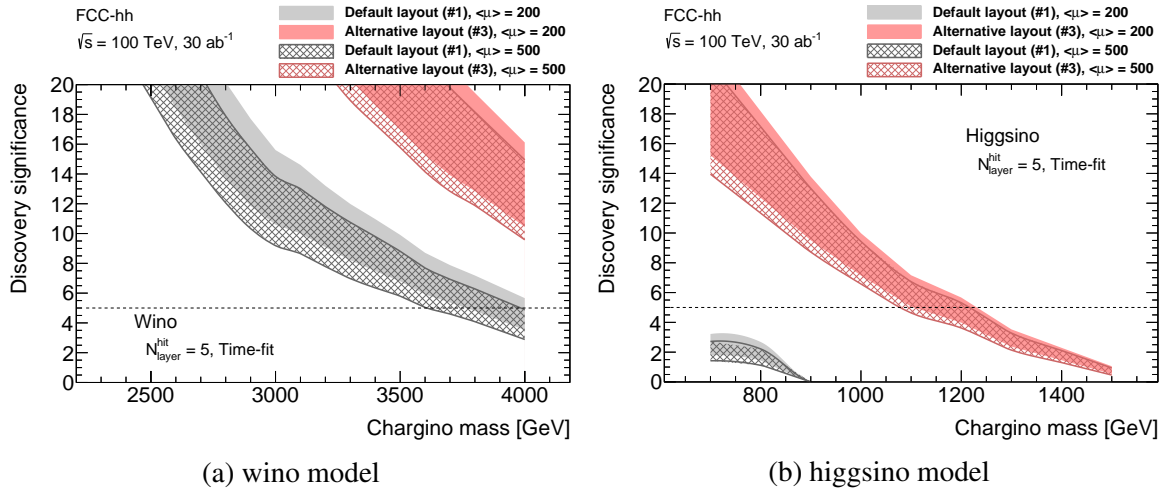 FCC-hh
√s = 100 TeV, 30 ab⁻¹
Default layout (#1), <μ> = 200
Alternative layout (#3), <μ> = 200
Default layout (#1), <μ> = 500
Alternative layout (#3), <μ> = 500
Discovery significance
20
18
16
14
12
10
8
6
4
2
0
Wino
N^hit_layer = 5, Time-fit
2500
3000
3500
4000
Chargino mass [GeV]
(a) wino model
FCC-hh
√s = 100 TeV, 30 ab⁻¹
Default layout (#1), <μ> = 200
Alternative layout (#3), <μ> = 200
Default layout (#1), <μ> = 500
Alternative layout (#3), <μ> = 500
Discovery significance
20
18
16
14
12
10
8
6
4
2
0
Higgsino
N^hit_layer = 5, Time-fit
800
1000
1200
1400
Chargino mass [GeV]
(b) higgsino model